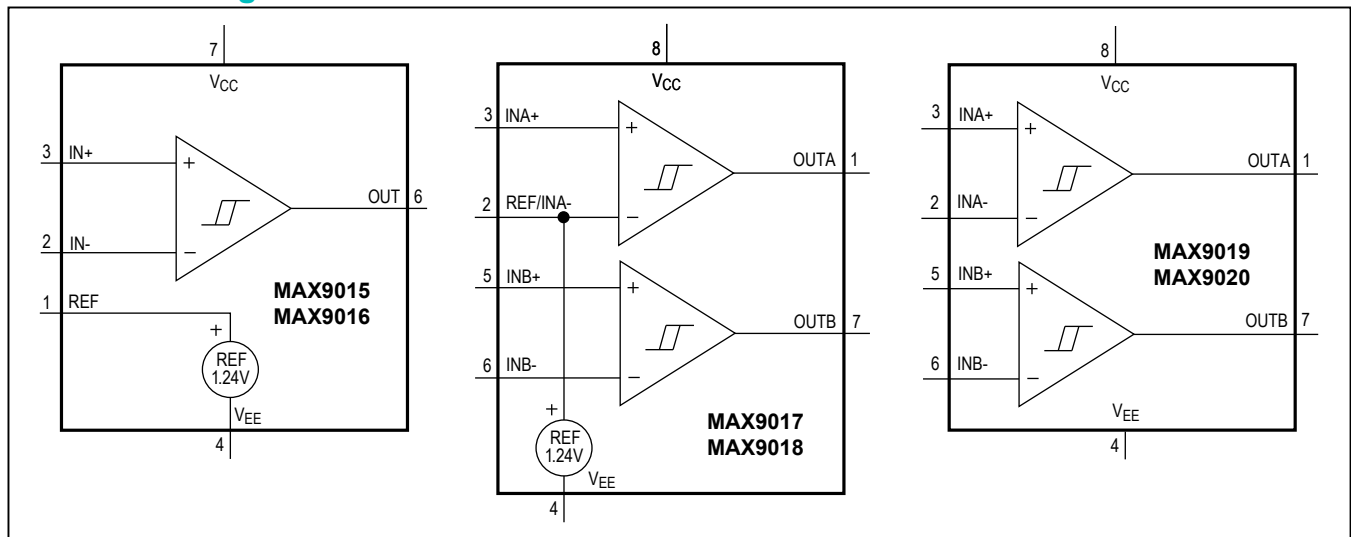 7
VCC
3 IN+
+
OUT 6
2 IN-
−
MAX9015
MAX9016
1 REF
+
REF
1.24V
VEE
4
8
VCC
3 INA+
+
OUTA 1
2 REF/INA-
−
5 INB+
+
OUTB 7
6 INB-
−
MAX9017
MAX9018
+
REF
1.24V
VEE
4
8
VCC
3 INA+
+
OUTA 1
2 INA-
−
MAX9019
MAX9020
5 INB+
+
OUTB 7
6 INB-
−
VEE
4